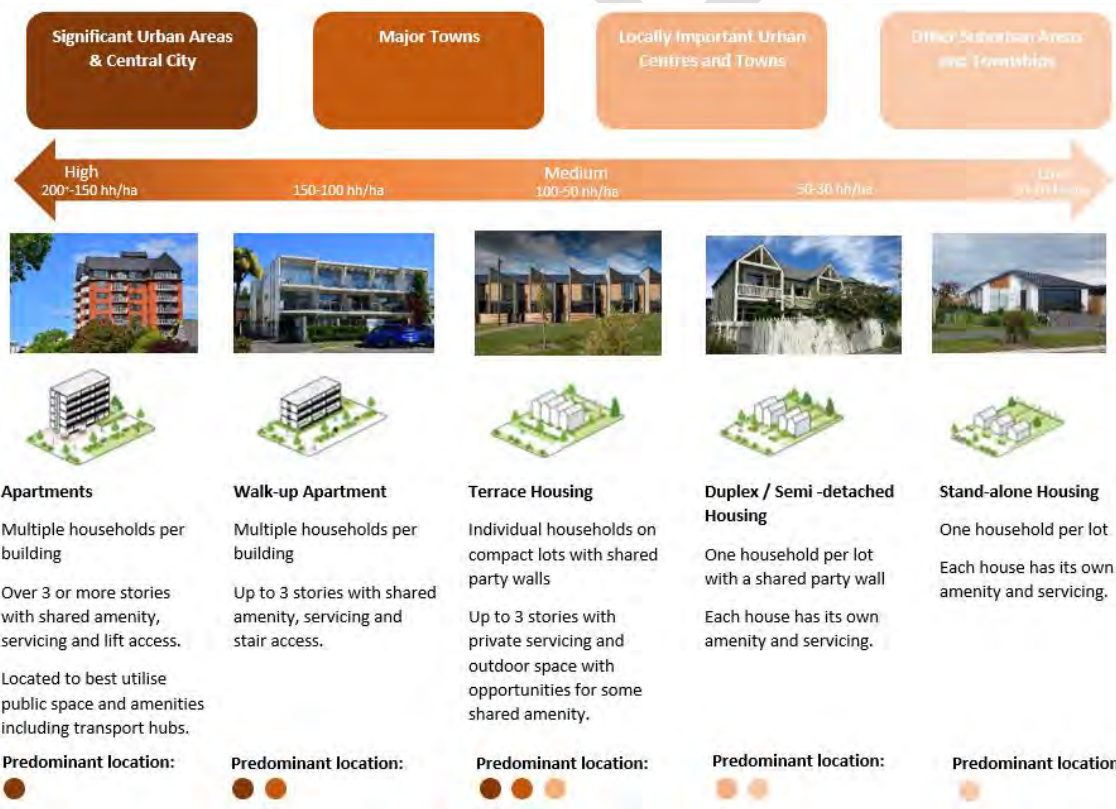 Significant Urban Areas
& Central City
Major Towns
Locally Important Urban
Centres and Towns
Other Suburban Areas
and Townships
High
200+-150 hh/ha
150-100 hh/ha
Medium
100-50 hh/ha
50-30 hh/ha
Low
Apartments
Multiple households per
building
Over 3 or more stories
with shared amenity,
servicing and lift access.
Located to best utilise
public space and amenities
including transport hubs.
Predominant location:
Walk-up Apartment
Multiple households per
building
Up to 3 stories with shared
amenity, servicing and
stair access.
Predominant location:
Terrace Housing
Individual households on
compact lots with shared
party walls
Up to 3 stories with
private servicing and
outdoor space with
opportunities for some
shared amenity.
Predominant location:
Duplex / Semi -detached
Housing
One household per lot
with a shared party wall
Each house has its own
amenity and servicing.
Predominant location:
Stand-alone Housing
One household per lot
Each house has its own
amenity and servicing.
Predominant location